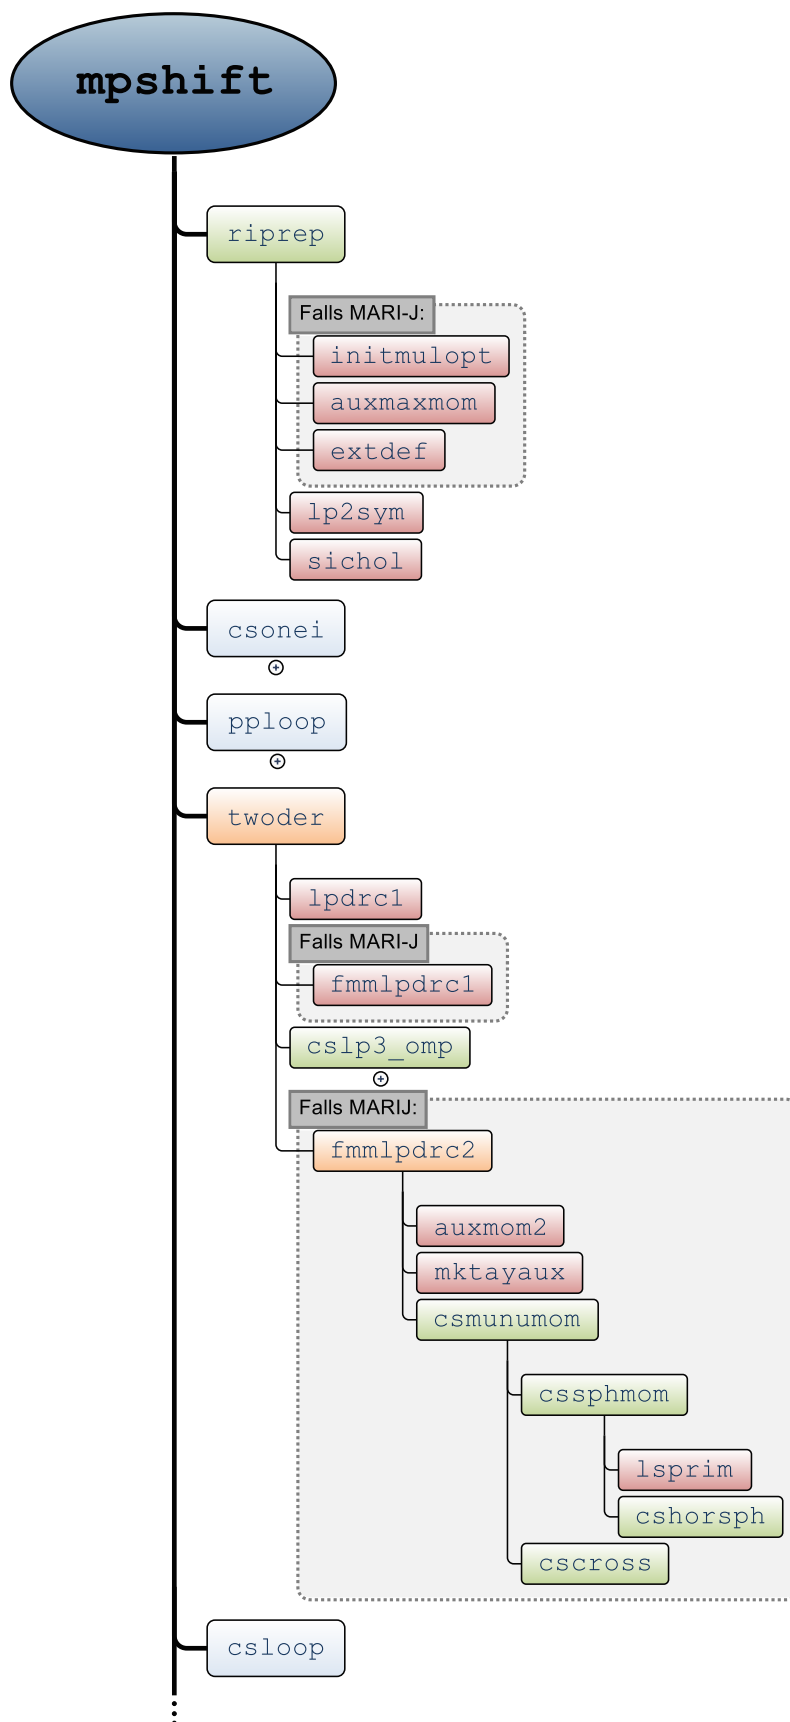 mpshift
riprep
Falls MARI-J:
initmulopt
auxmaxmom
extdef
lp2sym
sichol
csonei
pploop
twoder
lpdrc1
Falls MARI-J
fmmlpdrc1
cslp3_omp
Falls MARIJ:
fmmlpdrc2
auxmom2
mktayaux
csmunumom
cssphmom
lsprim
cshorsph
cscross
csloop